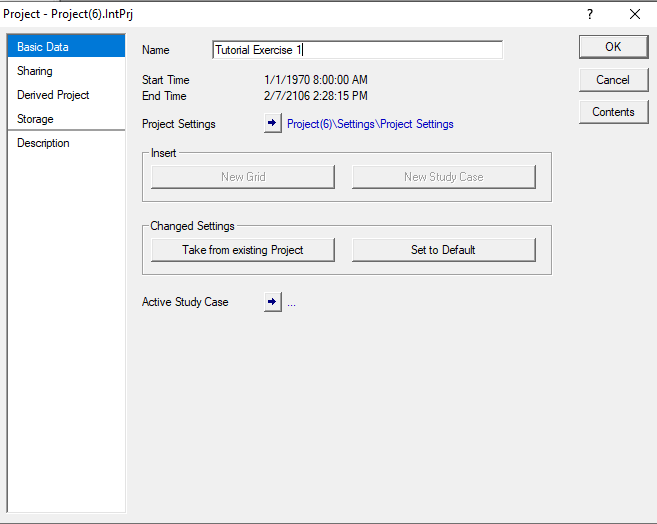 Project - Project(6).IntPrj
?
Basic Data
Sharing
Derived Project
Storage
Description
Name Tutorial Exercise 1
Start Time 1/1/1970 8:00:00 AM
End Time 2/7/2106 2:28:15 PM
Project Settings Project(6)\Settings\Project Settings
Insert
New Grid New Study Case
Changed Settings
Take from existing Project Set to Default
Active Study Case ...
OK
Cancel
Contents